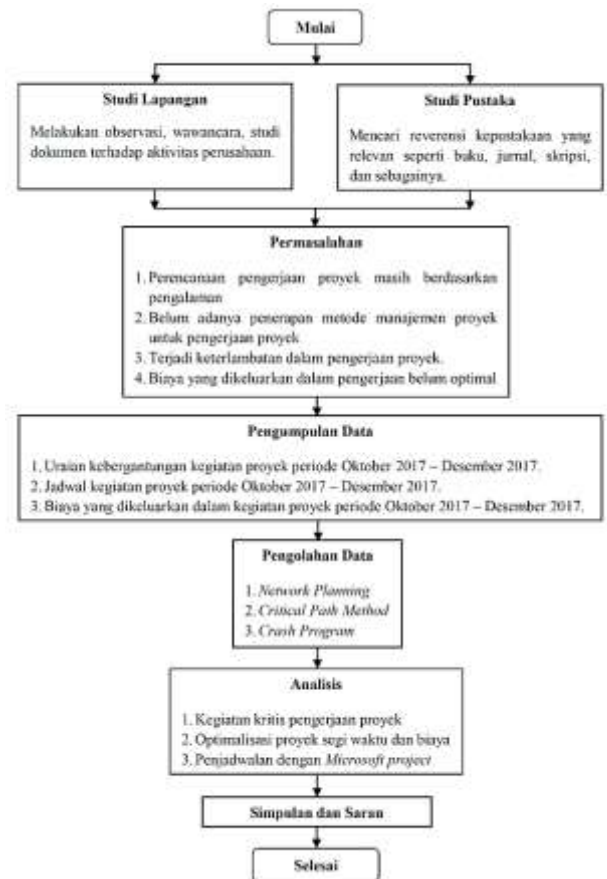 Mulai
Studi Lapangan
Melakukan observasi, wawancara, studi
dokumen terhadap aktivitas perusahaan.
Studi Pustaka
Mencari reverensi kepustakaan yang
relevan seperti buku, jurnal, skripsi,
dan sebagainya.
Permasalahan
1. Perencanaan pengerjaan proyek masih berdasarkan
pengalaman
2. Belum adanya penerapan metode manajemen proyek
untuk pengerjaan proyek
3. Terjadi keterlambatan dalam pengerjaan proyek.
4. Biaya yang dikeluarkan dalam pengerjaan belum optimal
Pengumpulan Data
1. Uraian kebergantungan kegiatan proyek periode Oktober 2017 – Desember 2017.
2. Jadwal kegiatan proyek periode Oktober 2017 – Desember 2017.
3. Biaya yang dikeluarkan dalam kegiatan proyek periode Oktober 2017 – Desember 2017.
Pengolahan Data
1. Network Planning
2. Critical Path Method
3. Crash Program
Analisis
1. Kegiatan kritis pengerjaan proyek
2. Optimalisasi proyek segi waktu dan biaya
3. Penjadwalan dengan Microsoft project
Simpulan dan Saran
Selesai